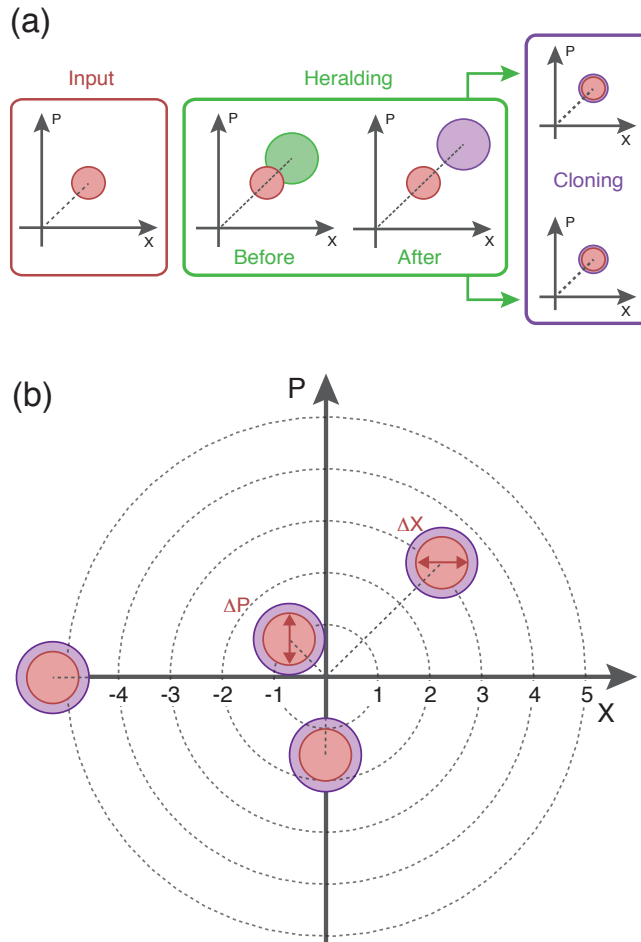 (a)
Input
Heralding
P
X
P
X
Before
P
X
After
P
X
Cloning
P
X
(b)
P
ΔX
ΔP
-4 -3 -2 -1 1 2 3 4 5
X